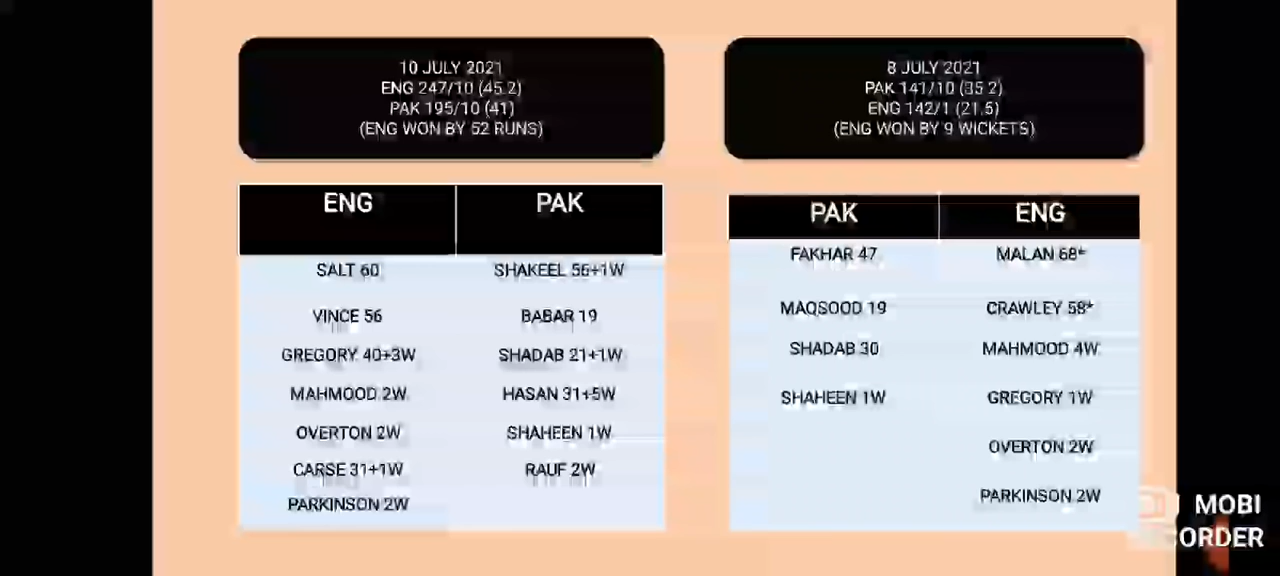 10 JULY 2021
ENG 247/10 (45.2)
PAK 195/10 (41)
(ENG WON BY 52 RUNS)
8 JULY 2021
PAK 141/10 (35.2)
ENG 142/1 (21.5)
(ENG WON BY 9 WICKETS)
ENG PAK
SALT 60 SHAKEEL 56+1W
VINCE 56 BABAR 19
GREGORY 40+3W SHADAB 21+1W
MAHMOOD 2W HASAN 31+5W
OVERTON 2W SHAHEEN 1W
CARSE 31+1W RAUF 2W
PARKINSON 2W
PAK ENG
FAKHAR 47 MALAN 68*
MAQSOOD 19 CRAWLEY 58*
SHADAB 30 MAHMOOD 4W
SHAHEEN 1W GREGORY 1W
OVERTON 2W
PARKINSON 2W
MOBI
CORDER